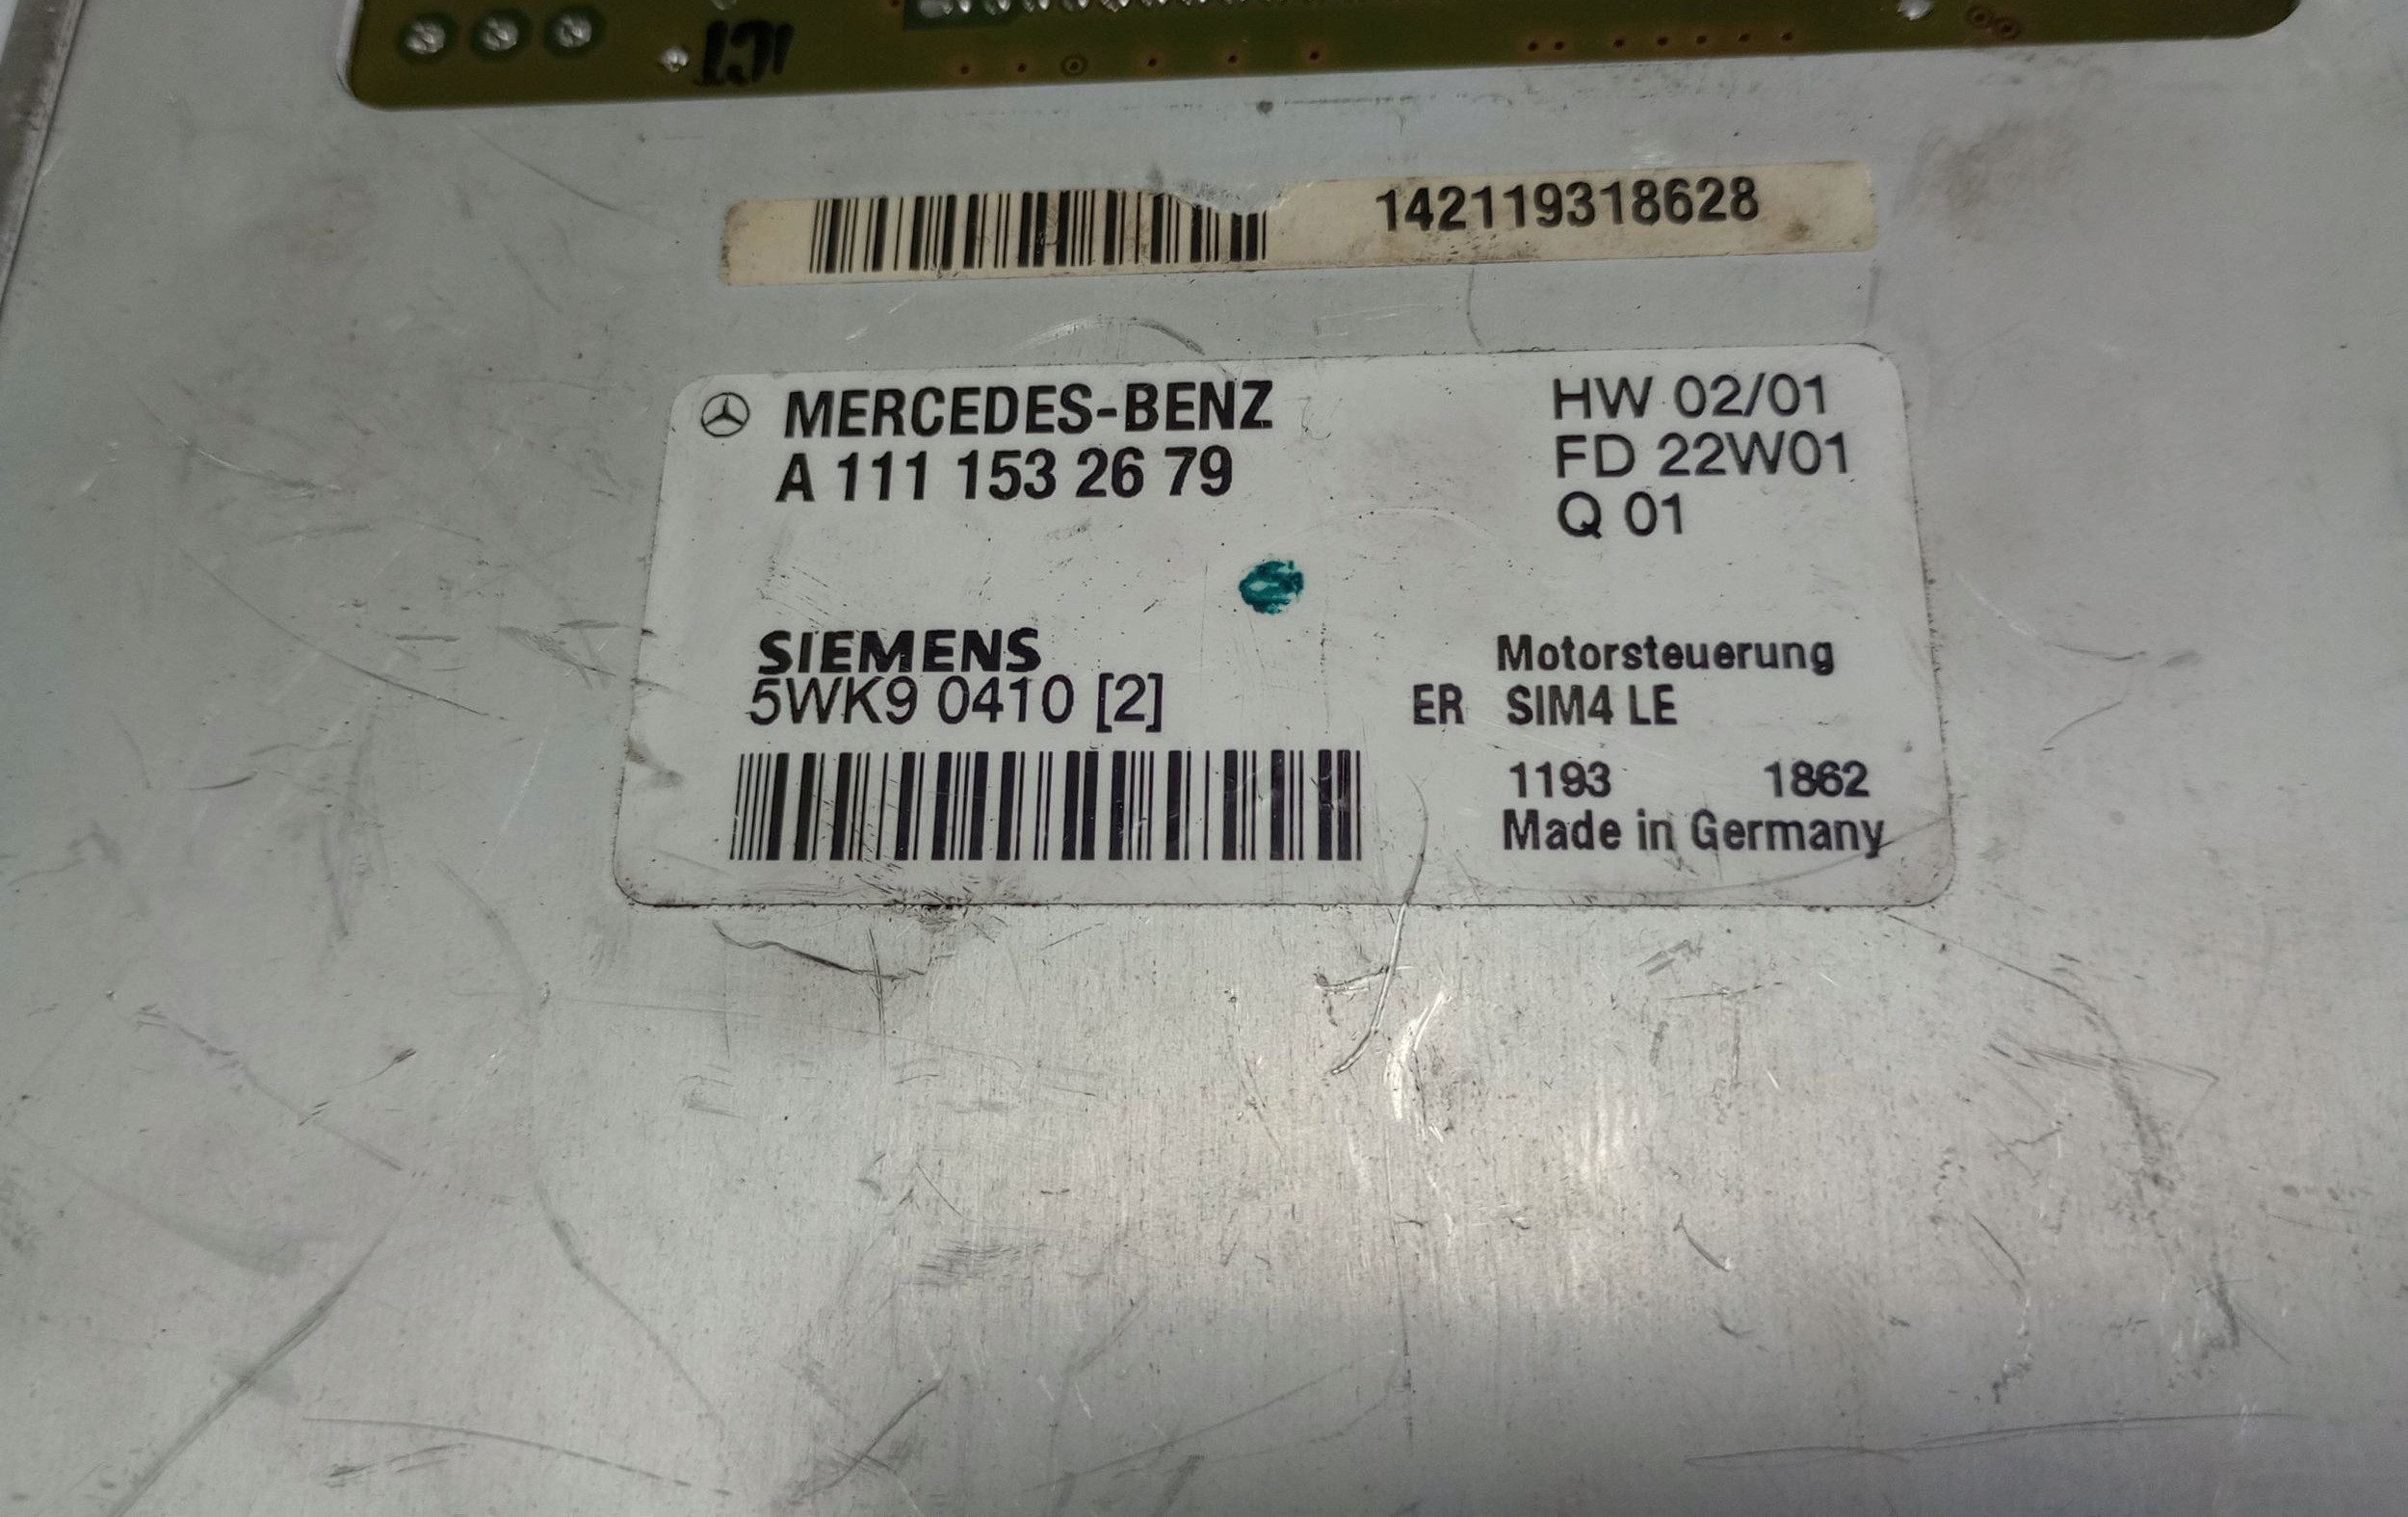 ICT
142119318628
MERCEDES-BENZ
A 111 153 26 79
HW 02/01
FD 22W01
Q 01
SIEMENS
5WK9 0410 [2]
Motorsteuerung
ER SIM4 LE
1193 1862
Made in Germany